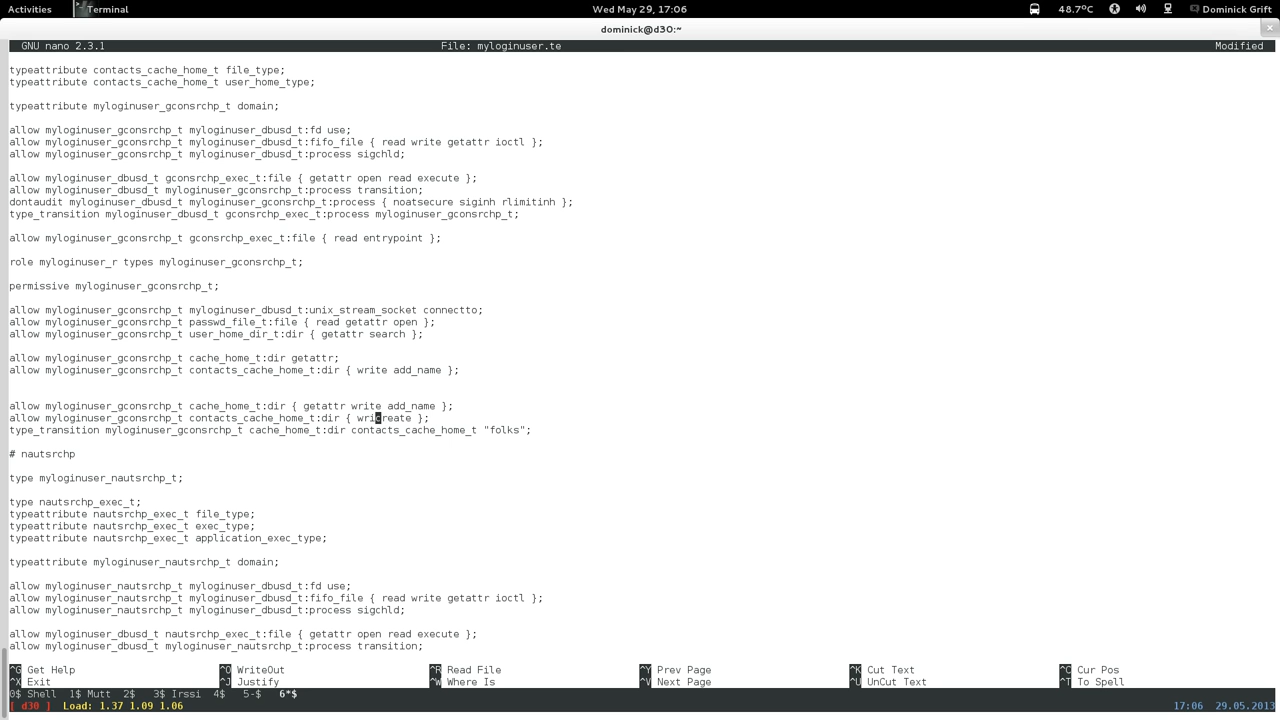 Activities Terminal Wed May 29, 17:06 48.7°C Dominick Grift
dominick@d30:~
GNU nano 2.3.1 File: myloginuser.te Modified
typeattribute contacts_cache_home_t file_type;
typeattribute contacts_cache_home_t user_home_type;
typeattribute myloginuser_gconsrchp_t domain;
allow myloginuser_gconsrchp_t myloginuser_dbusd_t:fd use;
allow myloginuser_gconsrchp_t myloginuser_dbusd_t:fifo_file { read write getattr ioctl };
allow myloginuser_gconsrchp_t myloginuser_dbusd_t:process sigchld;
allow myloginuser_dbusd_t gconsrchp_exec_t:file { getattr open read execute };
allow myloginuser_dbusd_t myloginuser_gconsrchp_t:process transition;
dontaudit myloginuser_dbusd_t myloginuser_gconsrchp_t:process { noatsecure siginh rlimitinh };
type_transition myloginuser_dbusd_t gconsrchp_exec_t:process myloginuser_gconsrchp_t;
allow myloginuser_gconsrchp_t gconsrchp_exec_t:file { read entrypoint };
role myloginuser_r types myloginuser_gconsrchp_t;
permissive myloginuser_gconsrchp_t;
allow myloginuser_gconsrchp_t myloginuser_dbusd_t:unix_stream_socket connectto;
allow myloginuser_gconsrchp_t passwd_file_t:file { read getattr open };
allow myloginuser_gconsrchp_t user_home_dir_t:dir { getattr search };
allow myloginuser_gconsrchp_t cache_home_t:dir getattr;
allow myloginuser_gconsrchp_t contacts_cache_home_t:dir { write add_name };
allow myloginuser_gconsrchp_t cache_home_t:dir { getattr write add_name };
allow myloginuser_gconsrchp_t contacts_cache_home_t:dir { wricreate };
type_transition myloginuser_gconsrchp_t cache_home_t:dir contacts_cache_home_t "folks";
# nautsrchp
type myloginuser_nautsrchp_t;
type nautsrchp_exec_t;
typeattribute nautsrchp_exec_t file_type;
typeattribute nautsrchp_exec_t exec_type;
typeattribute nautsrchp_exec_t application_exec_type;
typeattribute myloginuser_nautsrchp_t domain;
allow myloginuser_nautsrchp_t myloginuser_dbusd_t:fd use;
allow myloginuser_nautsrchp_t myloginuser_dbusd_t:fifo_file { read write getattr ioctl };
allow myloginuser_nautsrchp_t myloginuser_dbusd_t:process sigchld;
allow myloginuser_dbusd_t nautsrchp_exec_t:file { getattr open read execute };
allow myloginuser_dbusd_t myloginuser_nautsrchp_t:process transition;
^G Get Help ^O WriteOut ^R Read File ^Y Prev Page ^K Cut Text ^C Cur Pos
^X Exit ^J Justify ^W Where Is ^V Next Page ^U UnCut Text ^T To Spell
0$ Shell 1$ Mutt 2$ 3$ Irssi 4$ 5-$ 6*$
[ d30 ] Load: 1.37 1.09 1.06 17:06 29.05.2013